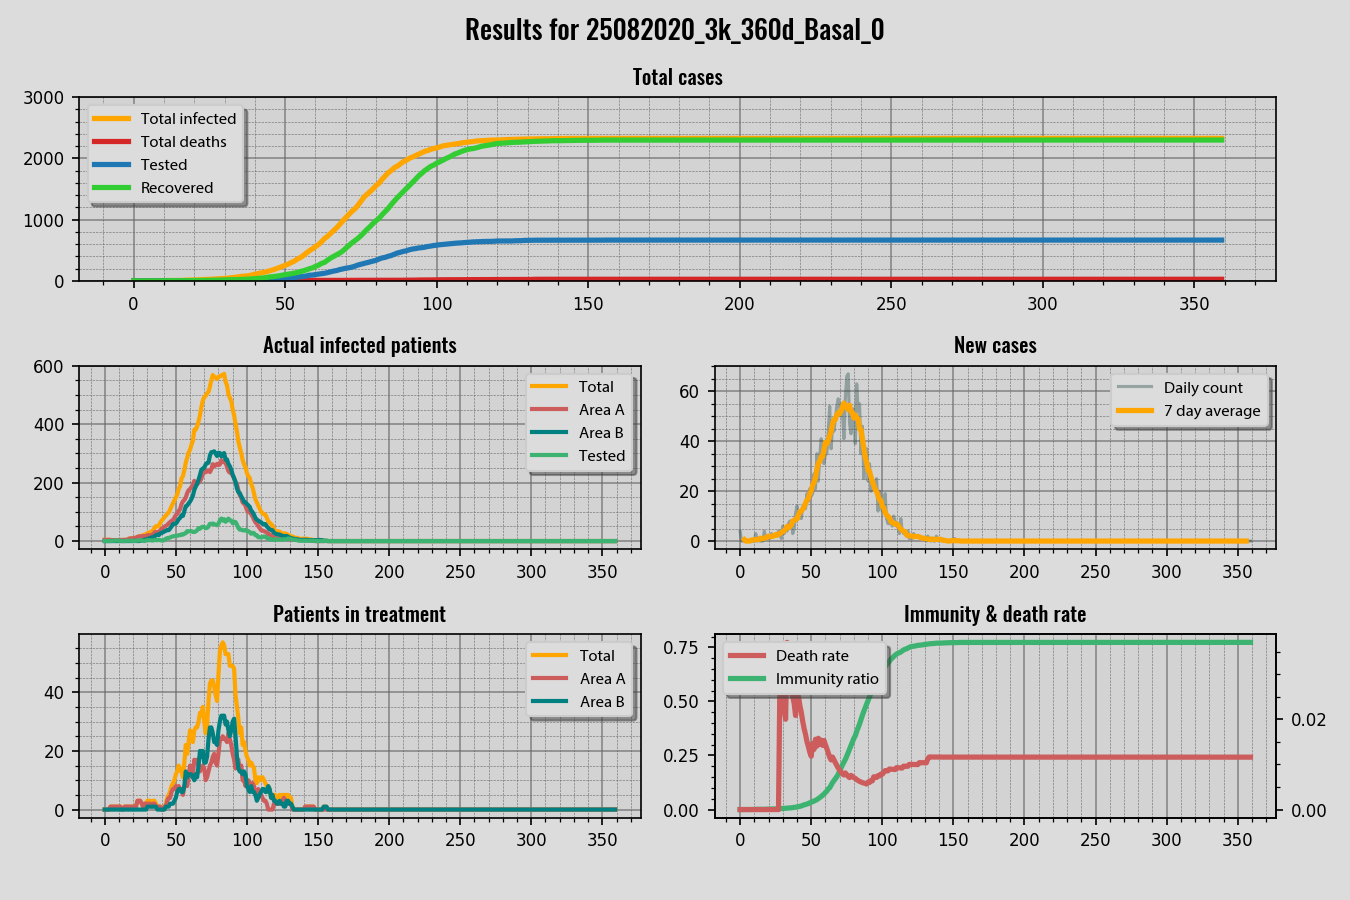 Results for 25082020_3k_360d_Basal_0
Total cases
3000
2000
1000
0
Total infected
Total deaths
Tested
Recovered
0 50 100 150 200 250 300 350
Actual infected patients
600
400
200
0
Total
Area A
Area B
Tested
0 50 100 150 200 250 300 350
New cases
60
40
20
0
Daily count
7 day average
0 50 100 150 200 250 300 350
Patients in treatment
40
20
0
Total
Area A
Area B
0 50 100 150 200 250 300 350
Immunity & death rate
0.75
0.50
0.25
0.00
Death rate
Immunity ratio
0.02
0.00
0 50 100 150 200 250 300 350